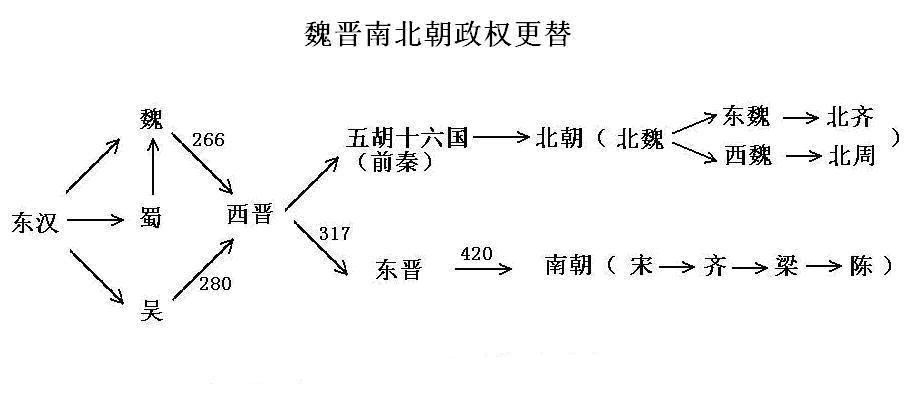 魏晋南北朝政权更替
魏
266
五胡十六国
(前秦)
北朝(北魏
东魏
北齐
西魏
北周
)
东汉
蜀
西晋
317
吴
280
东晋
420
南朝(宋
齐
梁
陈)